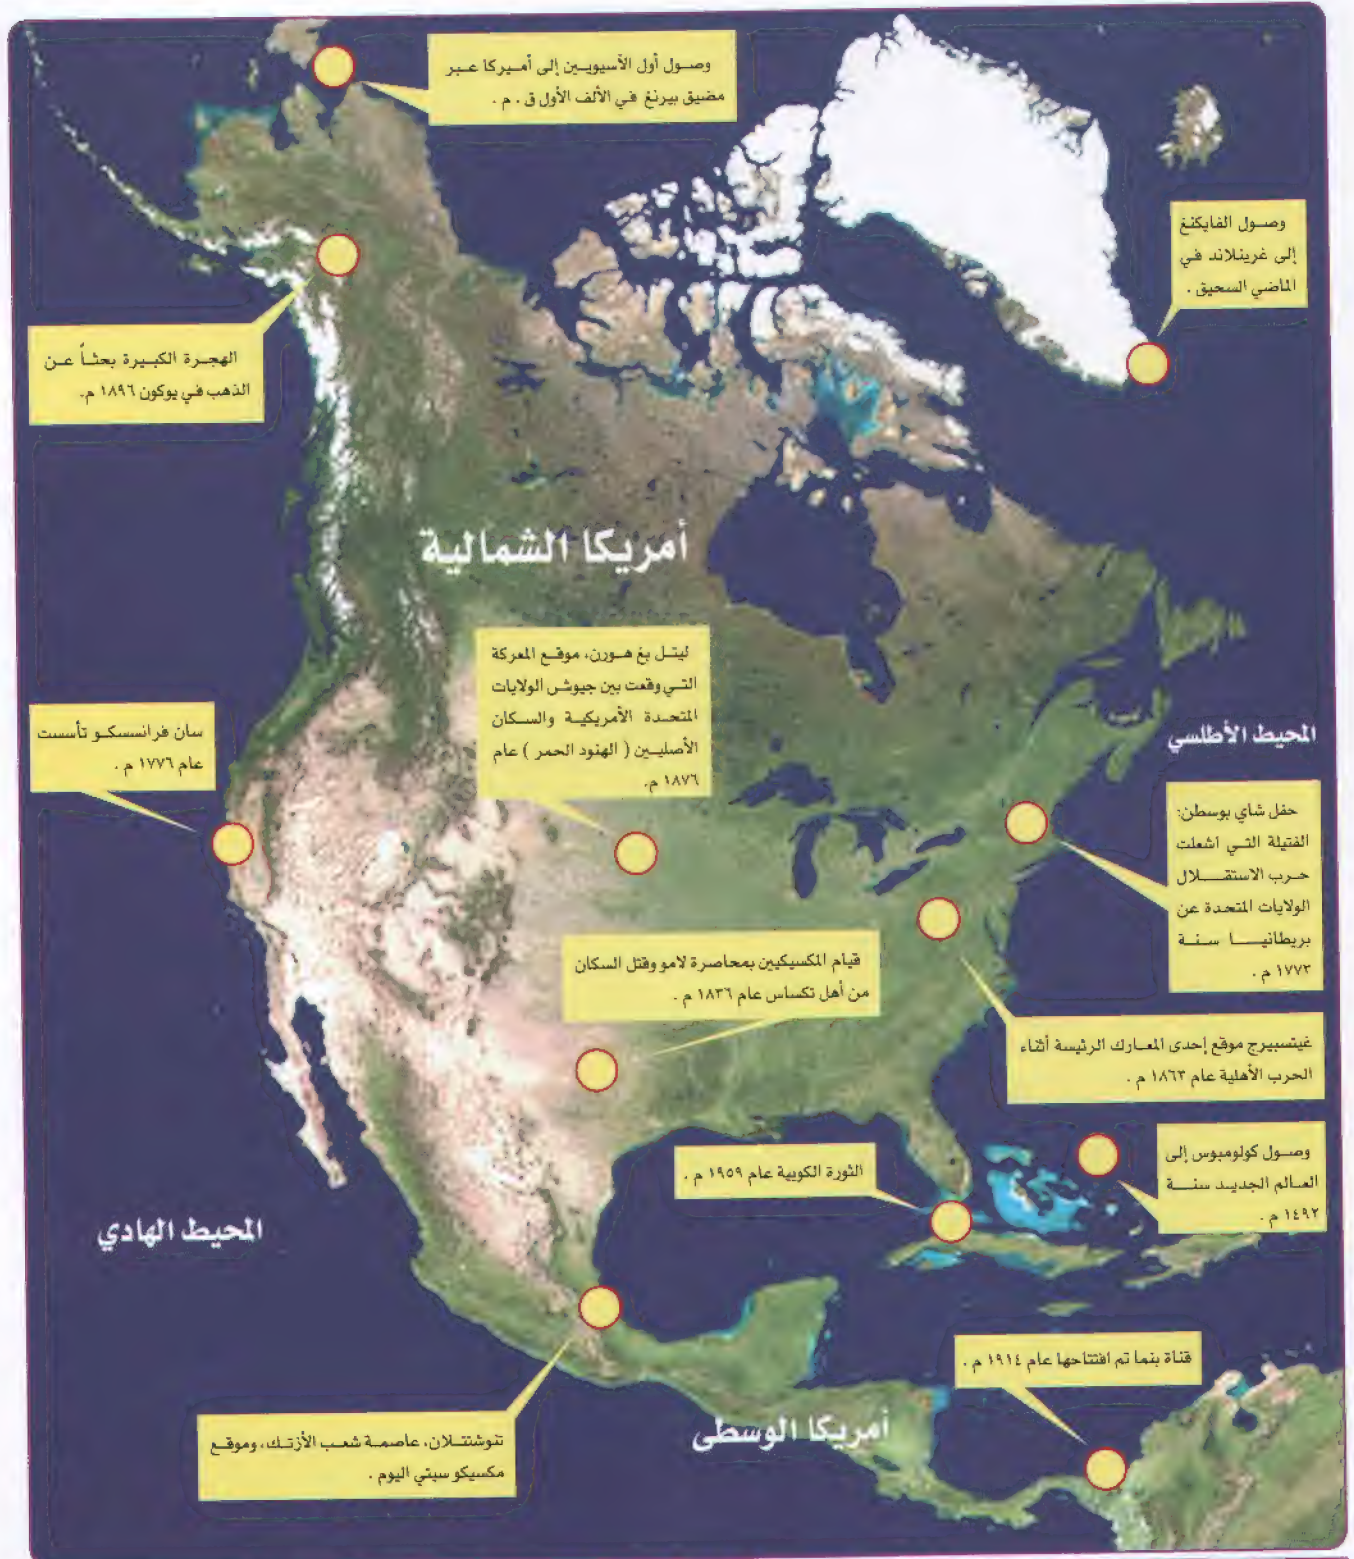 وصول أول الأسيويين إلى أميركا عبر
مضيق بيرنغ في الألف الأول ق . م .
وصول الفايكنغ
إلى غرينلاند في
الماضي السحيق .
الهجرة الكبيرة بحثاً عن
الذهب في يوكون ١٨٩٦ م.
أمريكا الشمالية
ليتل بغ هورن، موقع المعركة
التي وقعت بين جيوش الولايات
المتحدة الأمريكية والسكان
الأصليين ( الهنود الحمر ) عام
١٨٧٦ م.
سان فرانسسكو تأسست
عام ١٧٧٦ م .
المحيط الأطلسي
حفل شاي بوسطن:
الفتيلة التي اشعلت
حرب الاستقلال
الولايات المتحدة عن
بريطانيا سنة
١٧٧٣ م .
قيام المكسيكيين بمحاصرة لامو وقتل السكان
من أهل تكساس عام ١٨٣٦ م .
غيتسبيرج موقع إحدى المعارك الرئيسة أثناء
الحرب الأهلية عام ١٨٦٣ م .
وصول كولومبوس إلى
العالم الجديد سنة
١٤٩٢ م .
الثورة الكوبية عام ١٩٥٩ م .
المحيط الهادي
قناة بنما تم افتتاحها عام ١٩١٤ م .
أمريكا الوسطى
تنوشتتلان، عاصمة شعب الأزتك، وموقع
مكسيكو سيتي اليوم .